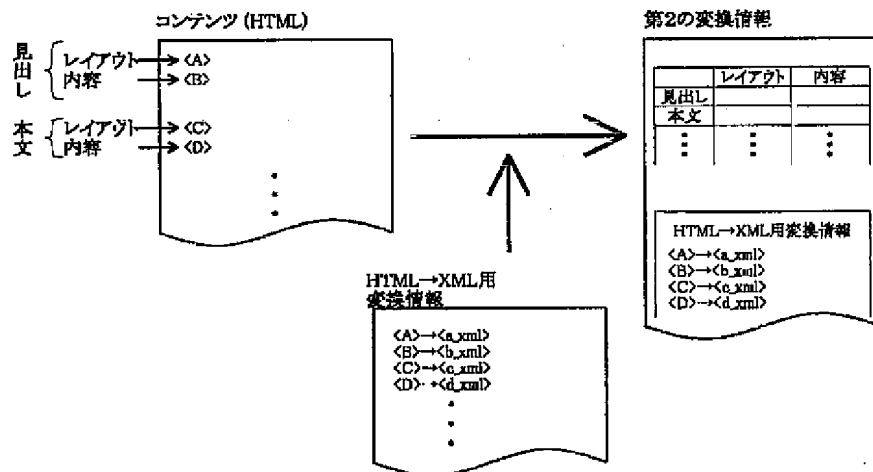 コンテンツ (HTML)
見出し
レイアウト
<A>
内容
<B>
本文
レイアウト
<C>
内容
<D>
HTML→XML用
変換情報
<A>→<a_xml>
<B>→<b_xml>
<C>→<c_xml>
<D>→<d_xml>
第2の変換情報
レイアウト 内容
見出し
本文
HTML→XML用変換情報
<A>→<a_xml>
<B>→<b_xml>
<C>→<c_xml>
<D>→<d_xml>